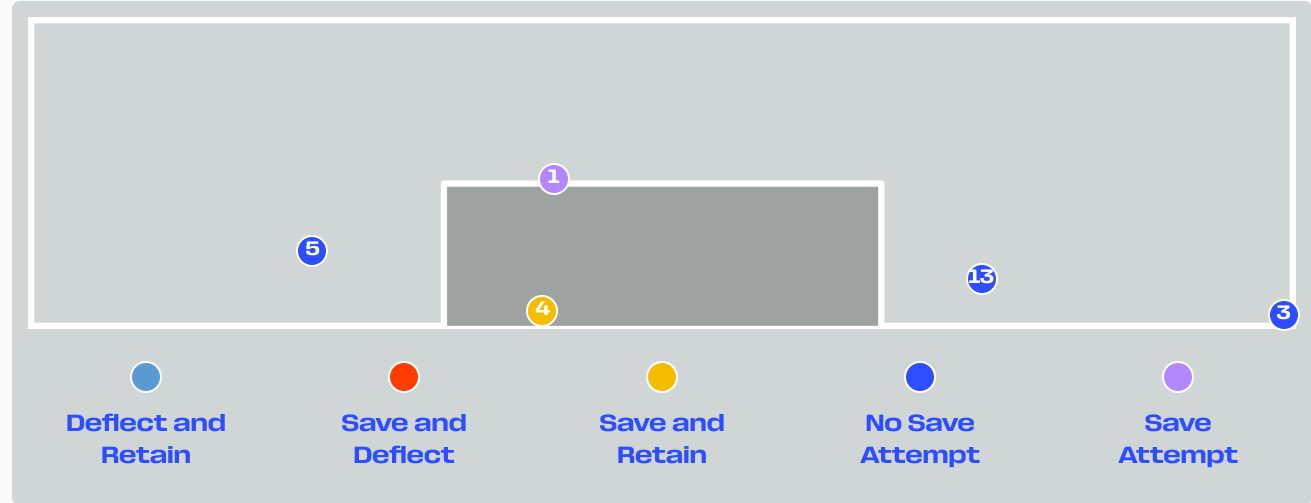 1
5
13
4
3
Deflect and
Retain
Save and
Deflect
Save and
Retain
No Save
Attempt
Save
Attempt